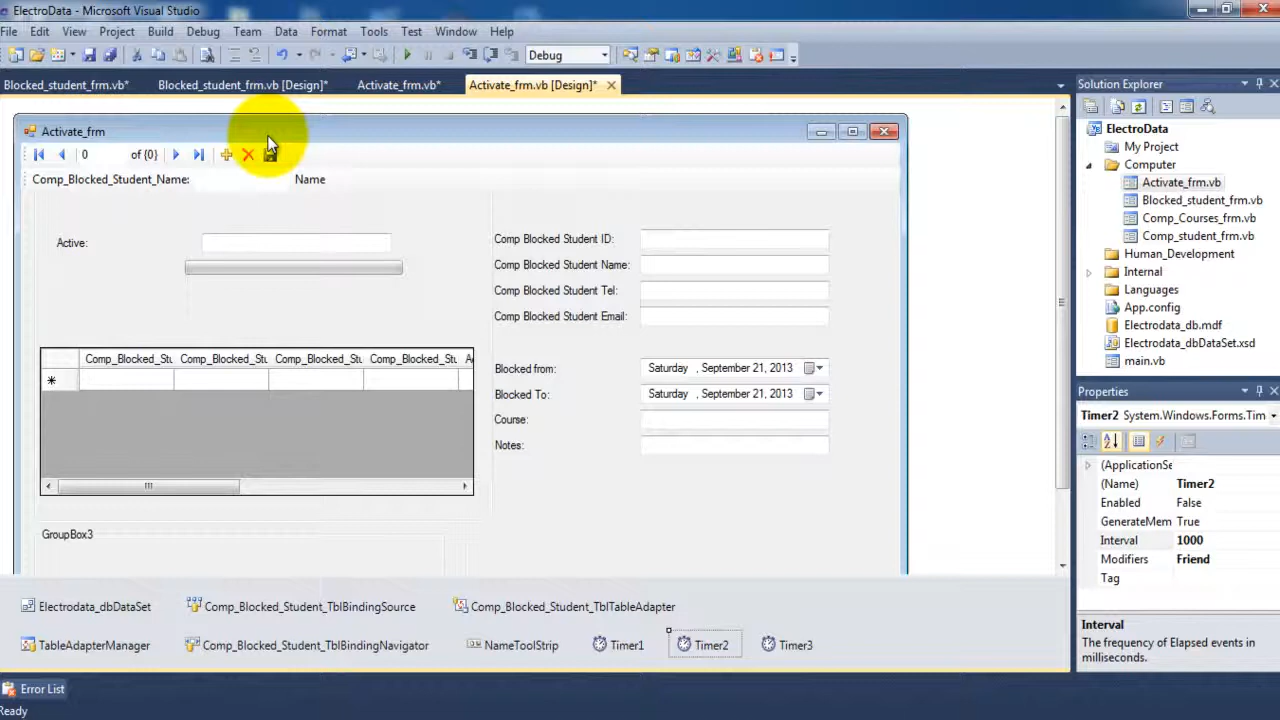 ElectroData - Microsoft Visual Studio
File Edit View Project Build Debug Team Data Format Tools Test Window Help
Debug
Blocked_student_frm.vb* Blocked_student_frm.vb [Design]* Activate_frm.vb* Activate_frm.vb [Design]*
Activate_frm
0 of {0}
Comp_Blocked_Student_Name: Name
Active:
Comp Blocked Student ID:
Comp Blocked Student Name:
Comp Blocked Student Tel:
Comp Blocked Student Email:
Comp_Blocked_Stu Comp_Blocked_Stu Comp_Blocked_Stu Comp_Blocked_Stu
Blocked from: Saturday , September 21, 2013
Blocked To: Saturday , September 21, 2013
Course:
Notes:
GroupBox3
Electrodata_dbDataSet Comp_Blocked_Student_TblBindingSource Comp_Blocked_Student_TblTableAdapter
TableAdapterManager Comp_Blocked_Student_TblBindingNavigator NameToolStrip Timer1 Timer2 Timer3
Error List
Ready
Solution Explorer
ElectroData
My Project
Computer
Activate_frm.vb
Blocked_student_frm.vb
Comp_Courses_frm.vb
Comp_student_frm.vb
Human_Development
Internal
Languages
App.config
Electrodata_db.mdf
Electrodata_dbDataSet.xsd
main.vb
Properties
Timer2 System.Windows.Forms.Tim
(ApplicationSe
(Name) Timer2
Enabled False
GenerateMem True
Interval 1000
Modifiers Friend
Tag
Interval
The frequency of Elapsed events in
milliseconds.